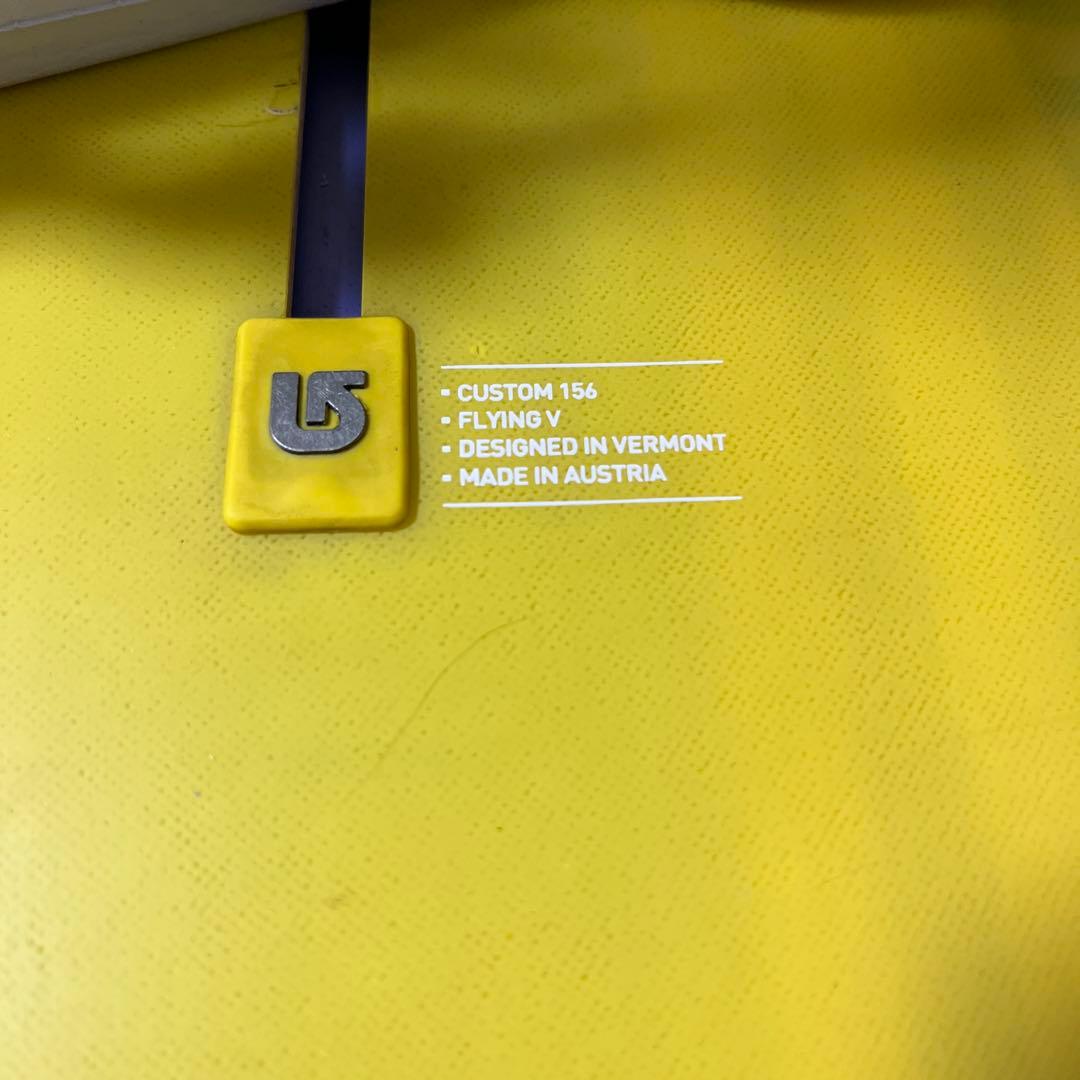 ▪ CUSTOM 156
▪ FLYING V
▪ DESIGNED IN VERMONT
▪ MADE IN AUSTRIA